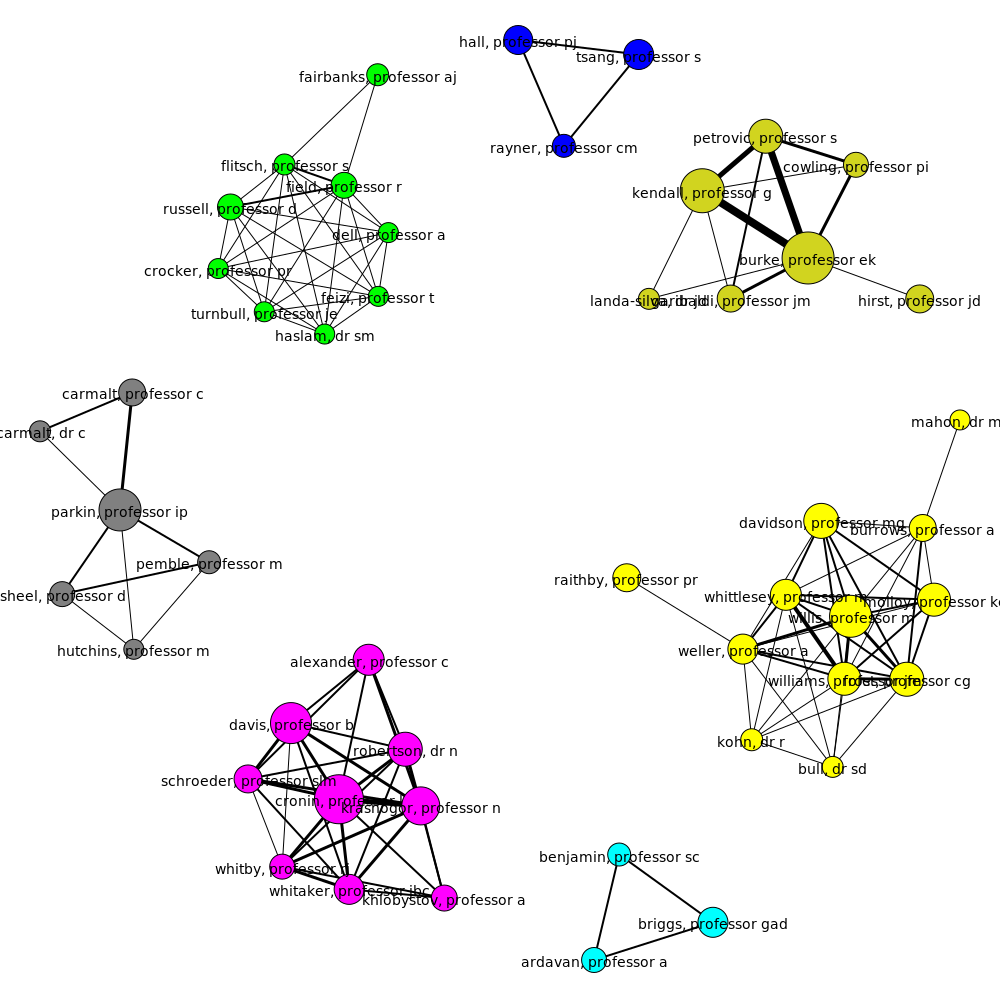 hall, professor pj
tsang, professor s
rayner, professor cm
fairbanks, professor aj
flitsch, professor s
field, professor r
russell, professor d
dell, professor a
crocker, professor pr
feizi, professor t
turnbull, professor je
haslam, dr sm
petrovic, professor s
cowling, professor pi
kendall, professor g
burke, professor ek
landa-silva, dr jd
garibaldi, professor jm
hirst, professor jd
carmalt, professor c
carmalt, dr c
parkin, professor ip
pemble, professor m
sheel, professor d
hutchins, professor m
mahon, dr m
davidson, professor mg
burrows, professor a
raithby, professor pr
whittlesey, professor m
molloy, professor kc
willis, professor m
weller, professor a
williams, professor jm
frost, professor cg
kohn, dr r
bull, dr sd
alexander, professor c
davis, professor b
robertson, dr n
schroeder, professor slm
cronin, professor
krasnogor, professor n
whitby, professor rj
whitaker, professor ibc
khlobystov, professor a
benjamin, professor sc
briggs, professor gad
ardavan, professor a